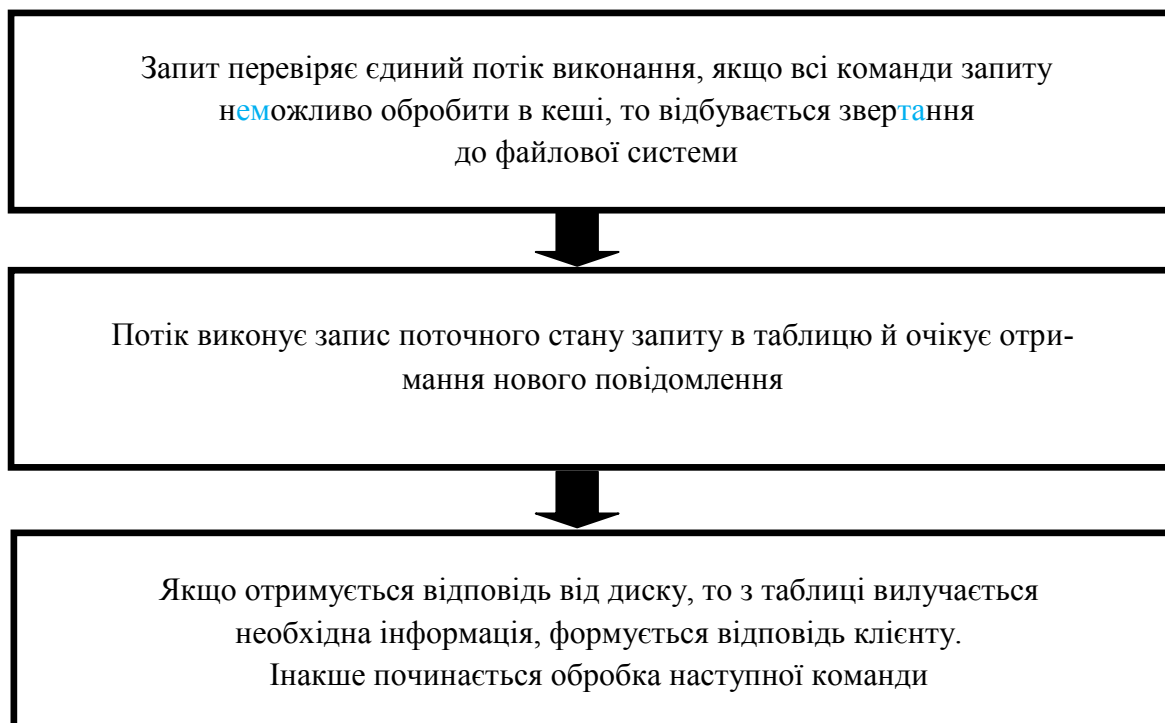 Запит перевіряє єдиний потік виконання, якщо всі команди запиту
неможливо обробити в кеші, то відбувається звертання
до файлової системи
Потік виконує запис поточного стану запиту в таблицю й очікує отри-
мання нового повідомлення
Якщо отримується відповідь від диску, то з таблиці вилучається
необхідна інформація, формується відповідь клієнту.
Інакше починається обробка наступної команди